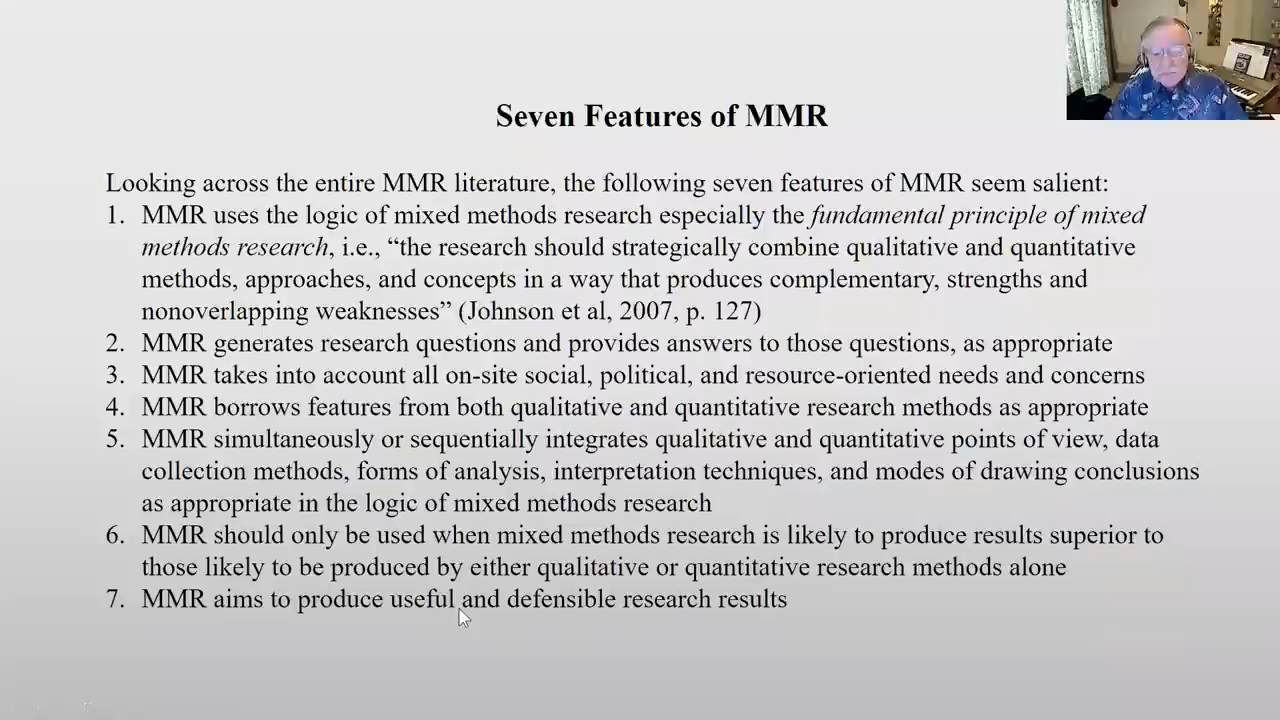 Seven Features of MMR
Looking across the entire MMR literature, the following seven features of MMR seem salient:
1. MMR uses the logic of mixed methods research especially the fundamental principle of mixed
methods research, i.e., “the research should strategically combine qualitative and quantitative
methods, approaches, and concepts in a way that produces complementary, strengths and
nonoverlapping weaknesses” (Johnson et al, 2007, p. 127)
2. MMR generates research questions and provides answers to those questions, as appropriate
3. MMR takes into account all on-site social, political, and resource-oriented needs and concerns
4. MMR borrows features from both qualitative and quantitative research methods as appropriate
5. MMR simultaneously or sequentially integrates qualitative and quantitative points of view, data
collection methods, forms of analysis, interpretation techniques, and modes of drawing conclusions
as appropriate in the logic of mixed methods research
6. MMR should only be used when mixed methods research is likely to produce results superior to
those likely to be produced by either qualitative or quantitative research methods alone
7. MMR aims to produce useful and defensible research results